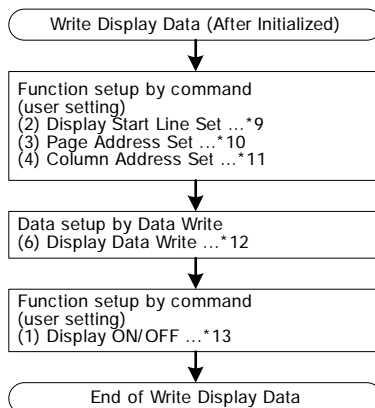 Write Display Data (After Initialized)
Function setup by command
(user setting)
(2) Display Start Line Set ...*9
(3) Page Address Set ...*10
(4) Column Address Set ...*11
Data setup by Data Write
(6) Display Data Write ...*12
Function setup by command
(user setting)
(1) Display ON/OFF ...*13
End of Write Display Data